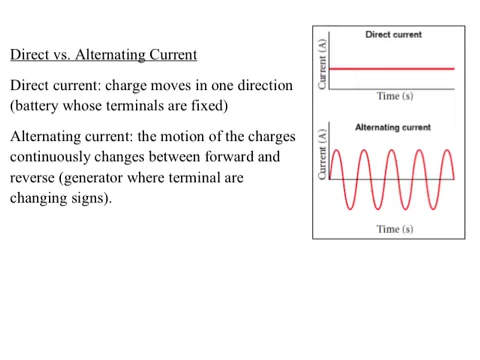 Direct vs. Alternating Current
Direct current: charge moves in one direction
(battery whose terminals are fixed)
Alternating current: the motion of the charges
continuously changes between forward and
reverse (generator where terminal are
changing signs).
Direct current
Current (A)
Time (s)
Alternating current
Current (A)
Time (s)